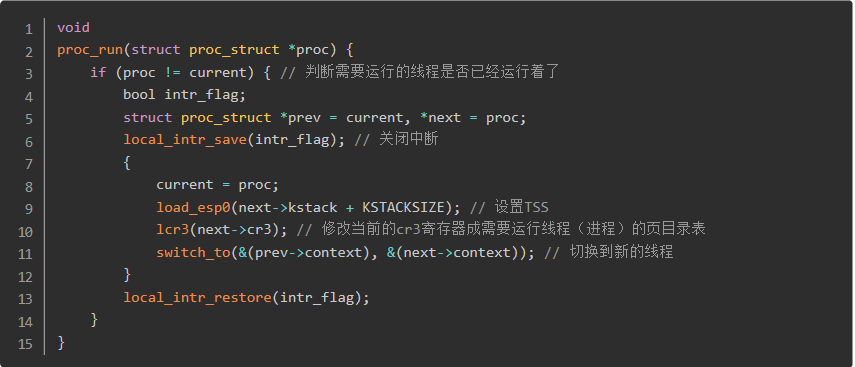 1 void
2 proc_run(struct proc_struct *proc) {
3     if (proc != current) { // 判断需要运行的线程是否已经运行着了
4         bool intr_flag;
5         struct proc_struct *prev = current, *next = proc;
6         local_intr_save(intr_flag); // 关闭中断
7         {
8             current = proc;
9             load_esp0(next->kstack + KSTACKSIZE); // 设置TSS
10             lcr3(next->cr3); // 修改当前的cr3寄存器成需要运行线程（进程）的页目录表
11             switch_to(&(prev->context), &(next->context)); // 切换到新的线程
12         }
13         local_intr_restore(intr_flag);
14     }
15 }